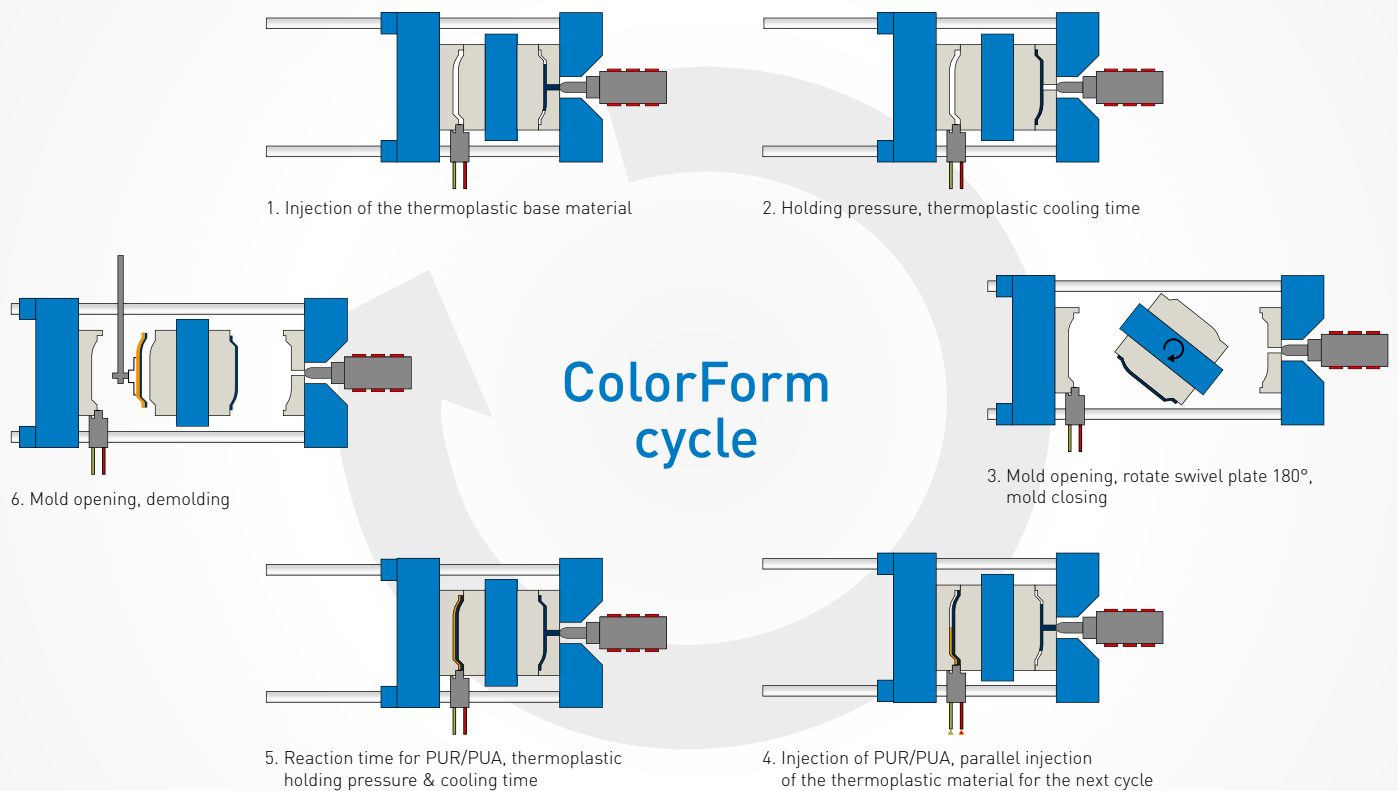 1. Injection of the thermoplastic base material
2. Holding pressure, thermoplastic cooling time
ColorForm
cycle
3. Mold opening, rotate swivel plate 180°,
mold closing
4. Injection of PUR/PUA, parallel injection
of the thermoplastic material for the next cycle
5. Reaction time for PUR/PUA, thermoplastic
holding pressure & cooling time
6. Mold opening, demolding